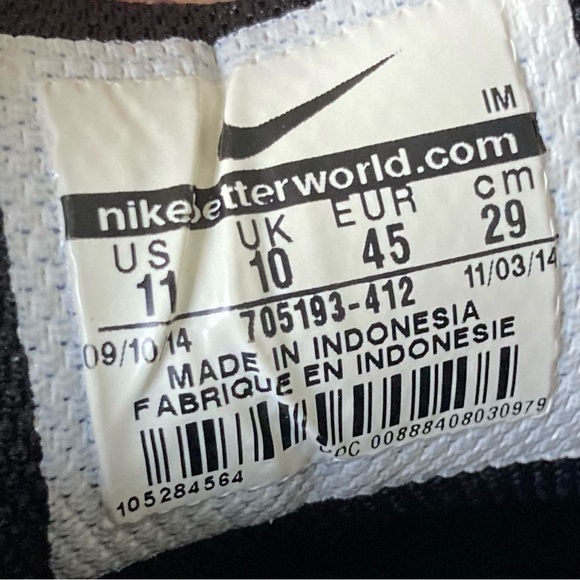 IM
nikebetterworld.com
US UK EUR cm
11 10 45 29
09/10/14 705193-412 11/03/14
MADE IN INDONESIA
FABRIQUE EN INDONESIE
105284564 UPC 00888408030979